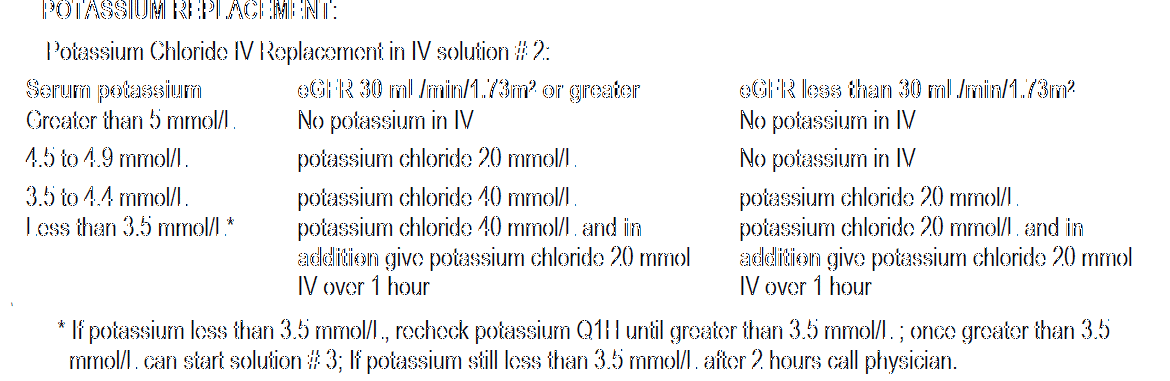 POTASSIUM REPLACEMENT:
Potassium Chloride IV Replacement in IV solution # 2:
Serum potassium eGFR 30 mL/min/1.73m² or greater eGFR less than 30 mL/min/1.73m²
Greater than 5 mmol/L No potassium in IV No potassium in IV
4.5 to 4.9 mmol/L potassium chloride 20 mmol/L No potassium in IV
3.5 to 4.4 mmol/L potassium chloride 40 mmol/L potassium chloride 20 mmol/L
Less than 3.5 mmol/L* potassium chloride 40 mmol/L and in potassium chloride 20 mmol/L and in
addition give potassium chloride 20 mmol addition give potassium chloride 20 mmol
IV over 1 hour IV over 1 hour
* If potassium less than 3.5 mmol/L, recheck potassium Q1H until greater than 3.5 mmol/L ; once greater than 3.5
mmol/L can start solution # 3; If potassium still less than 3.5 mmol/L after 2 hours call physician.